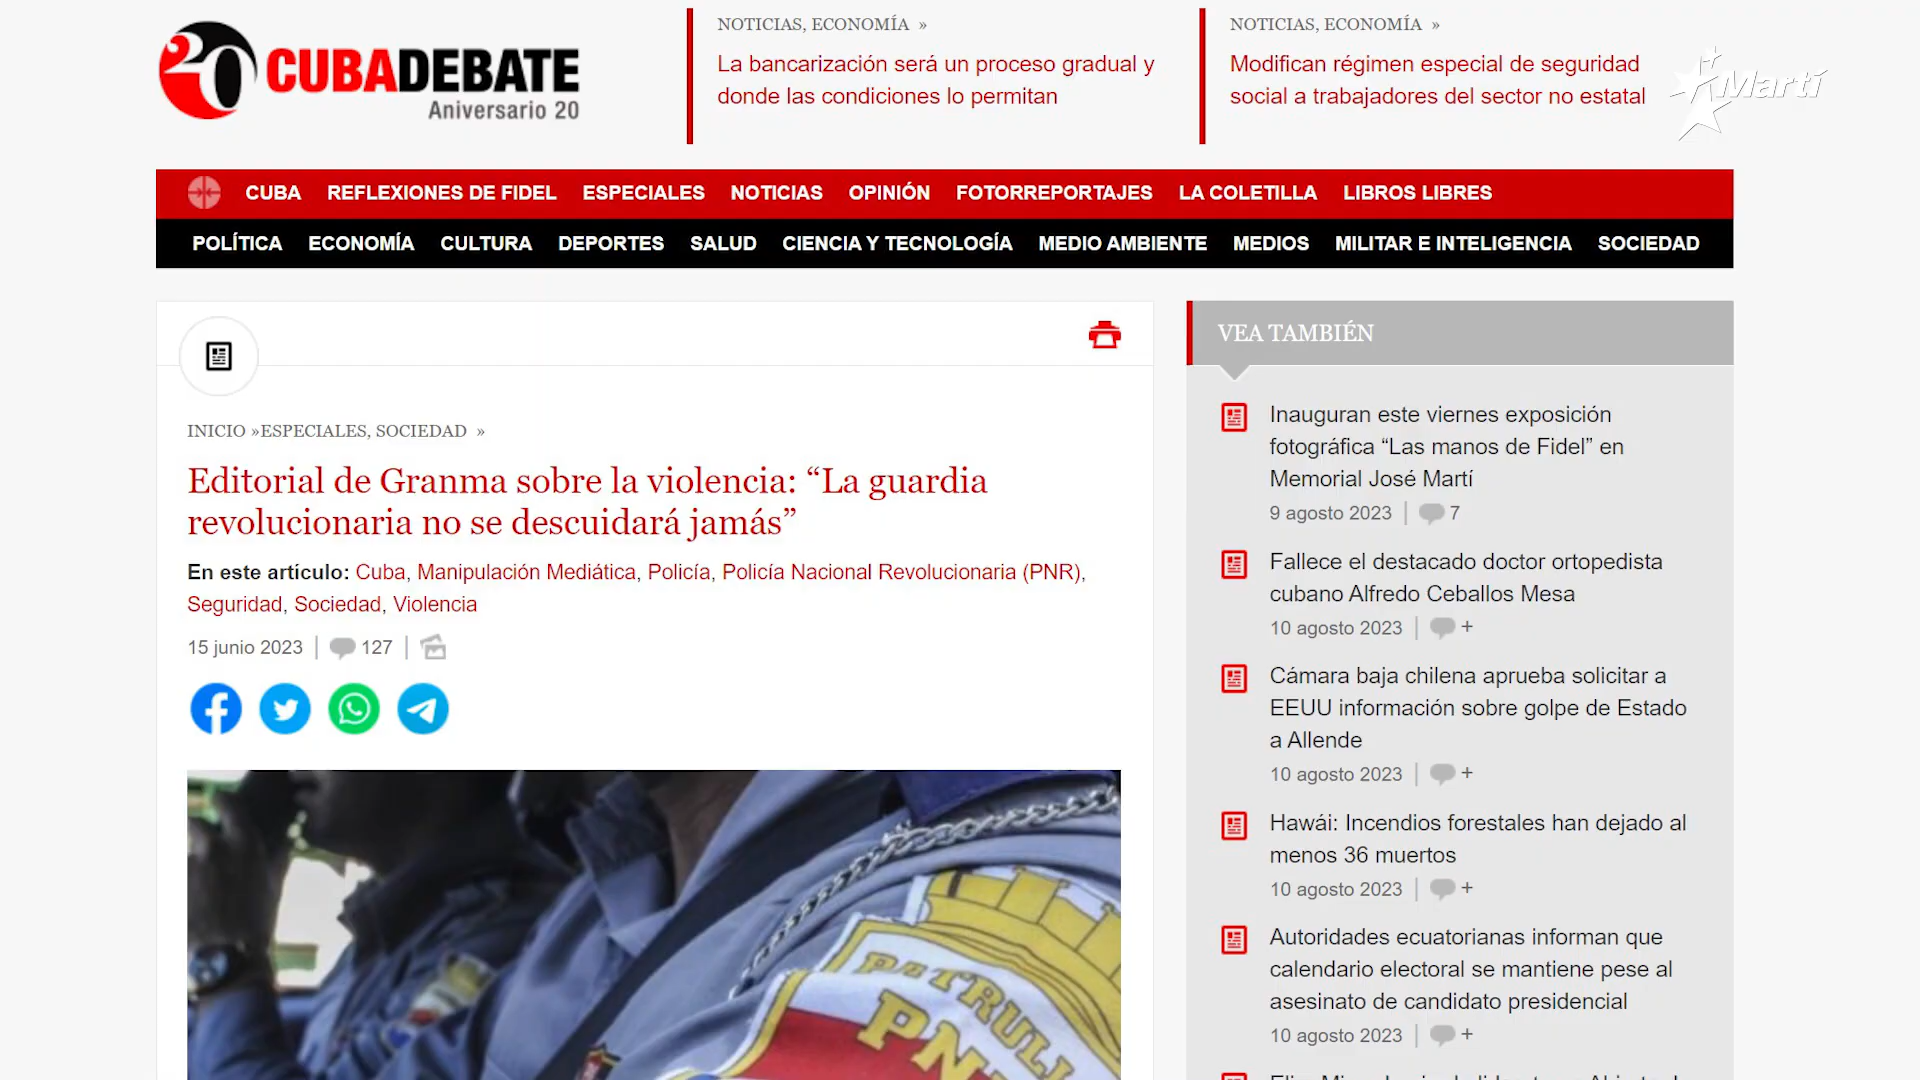 20 CUBADEBATE
Aniversario 20
NOTICIAS, ECONOMÍA »
La bancarización será un proceso gradual y
donde las condiciones lo permitan
NOTICIAS, ECONOMÍA »
Modifican régimen especial de seguridad
social a trabajadores del sector no estatal
Martí
CUBA REFLEXIONES DE FIDEL ESPECIALES NOTICIAS OPINIÓN FOTORREPORTAJES LA COLETILLA LIBROS LIBRES
POLÍTICA ECONOMÍA CULTURA DEPORTES SALUD CIENCIA Y TECNOLOGÍA MEDIO AMBIENTE MEDIOS MILITAR E INTELIGENCIA SOCIEDAD
INICIO »ESPECIALES, SOCIEDAD »
Editorial de Granma sobre la violencia: “La guardia
revolucionaria no se descuidará jamás”
En este artículo: Cuba, Manipulación Mediática, Policía, Policía Nacional Revolucionaria (PNR),
Seguridad, Sociedad, Violencia
15 junio 2023 | 127 |
PATRULL
PN
VEA TAMBIÉN
Inauguran este viernes exposición
fotográfica “Las manos de Fidel” en
Memorial José Martí
9 agosto 2023 | 7
Fallece el destacado doctor ortopedista
cubano Alfredo Ceballos Mesa
10 agosto 2023 | +
Cámara baja chilena aprueba solicitar a
EEUU información sobre golpe de Estado
a Allende
10 agosto 2023 | +
Hawái: Incendios forestales han dejado al
menos 36 muertos
10 agosto 2023 | +
Autoridades ecuatorianas informan que
calendario electoral se mantiene pese al
asesinato de candidato presidencial
10 agosto 2023 | +